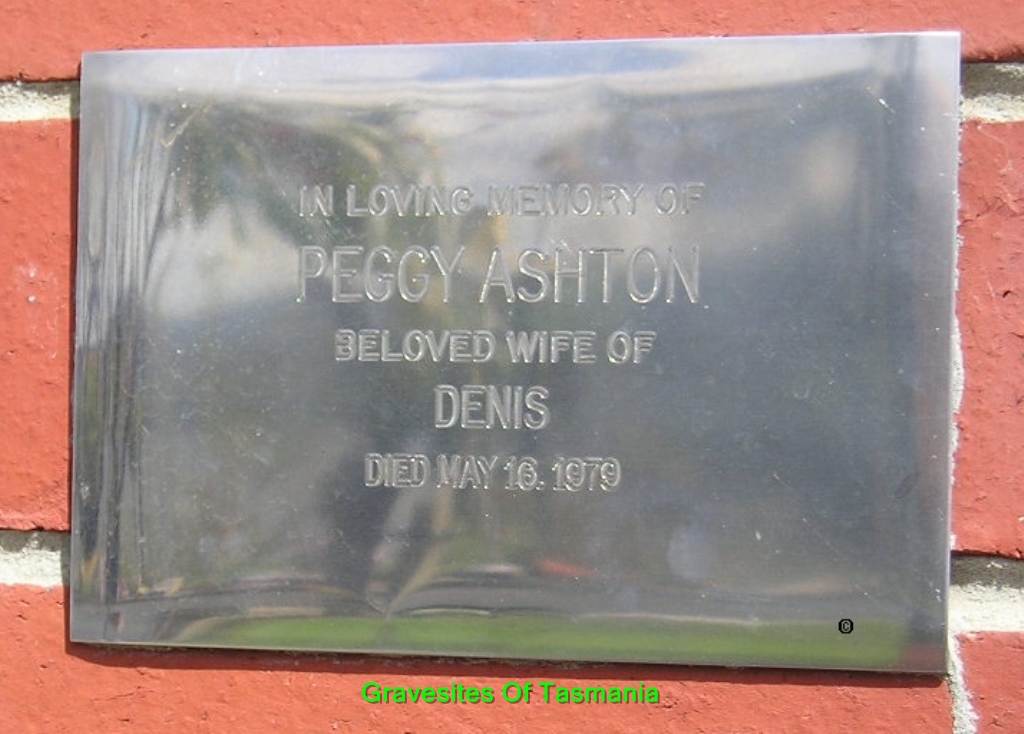 IN LOVING MEMORY OF
PEGGY ASHTON
BELOVED WIFE OF
DENIS
DIED MAY 16. 1979
©
Gravesites Of Tasmania